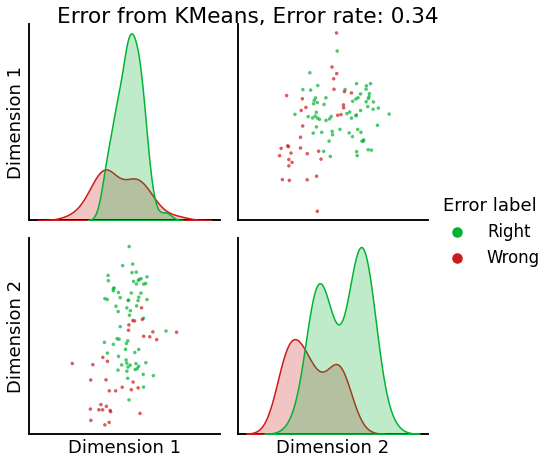 Error from KMeans, Error rate: 0.34
Dimension 1
Error label
Right
Wrong
Dimension 2
Dimension 1
Dimension 2